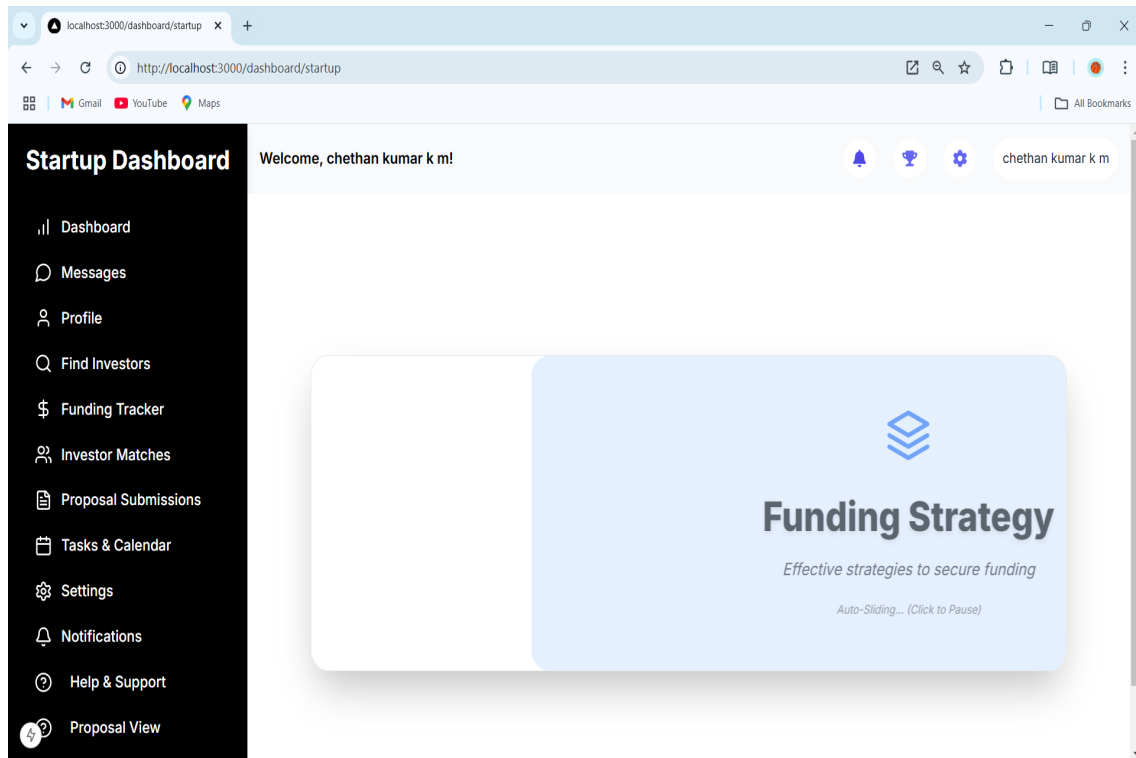 localhost:3000/dashboard/startup
http://localhost:3000/dashboard/startup
Gmail YouTube Maps All Bookmarks
Startup Dashboard
Welcome, chethan kumar k m!
chethan kumar k m
Dashboard
Messages
Profile
Find Investors
Funding Tracker
Investor Matches
Proposal Submissions
Tasks & Calendar
Settings
Notifications
Help & Support
Proposal View
Funding Strategy
Effective strategies to secure funding
Auto-Sliding... (Click to Pause)